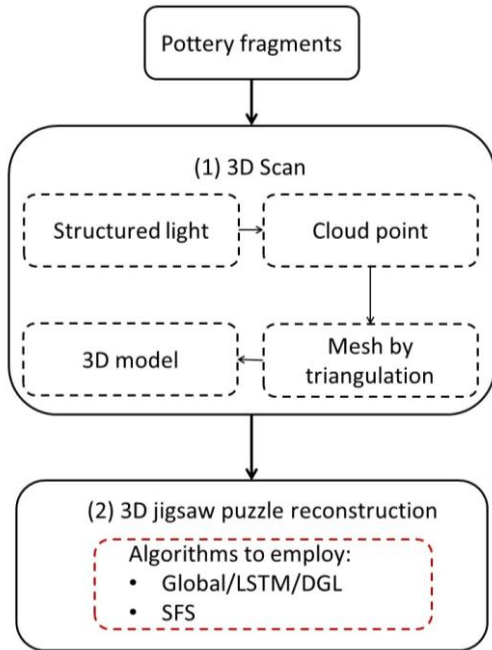 Pottery fragments
(1) 3D Scan
Structured light
Cloud point
3D model
Mesh by
triangulation
(2) 3D jigsaw puzzle reconstruction
Algorithms to employ:
• Global/LSTM/DGL
• SFS